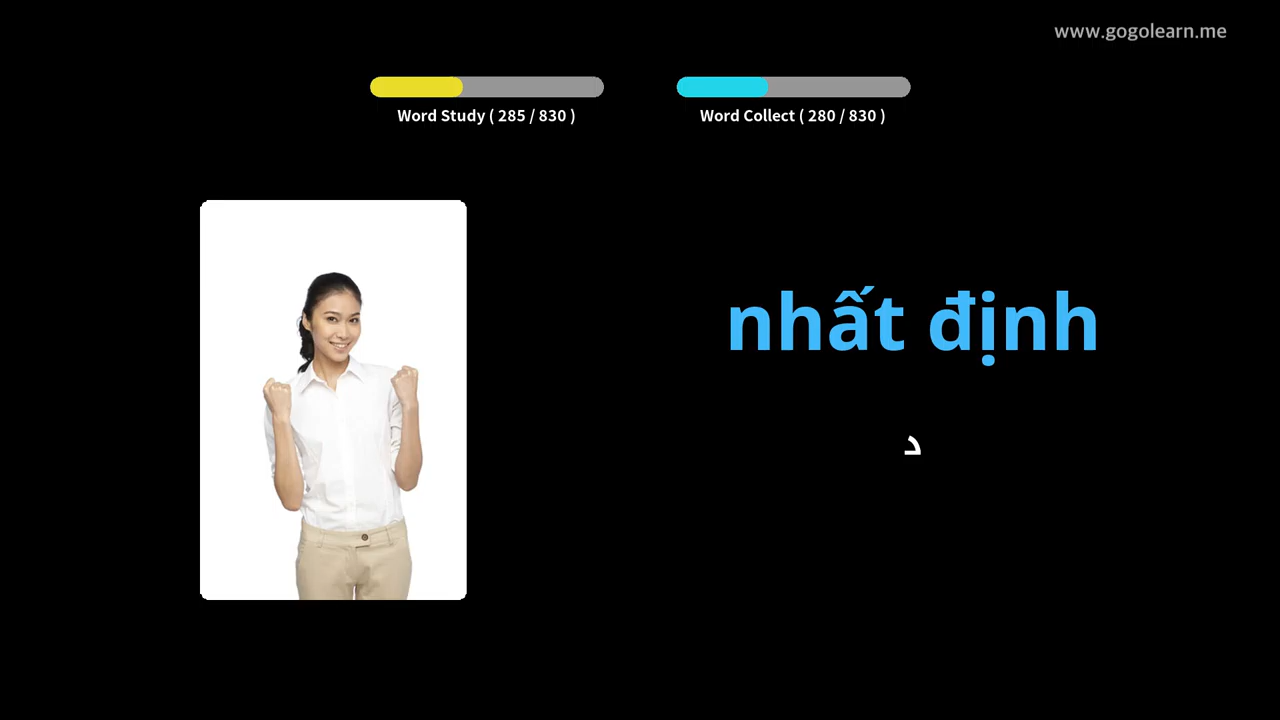 www.gogolearn.me
Word Study ( 285 / 830 )
Word Collect ( 280 / 830 )
nhất định
د